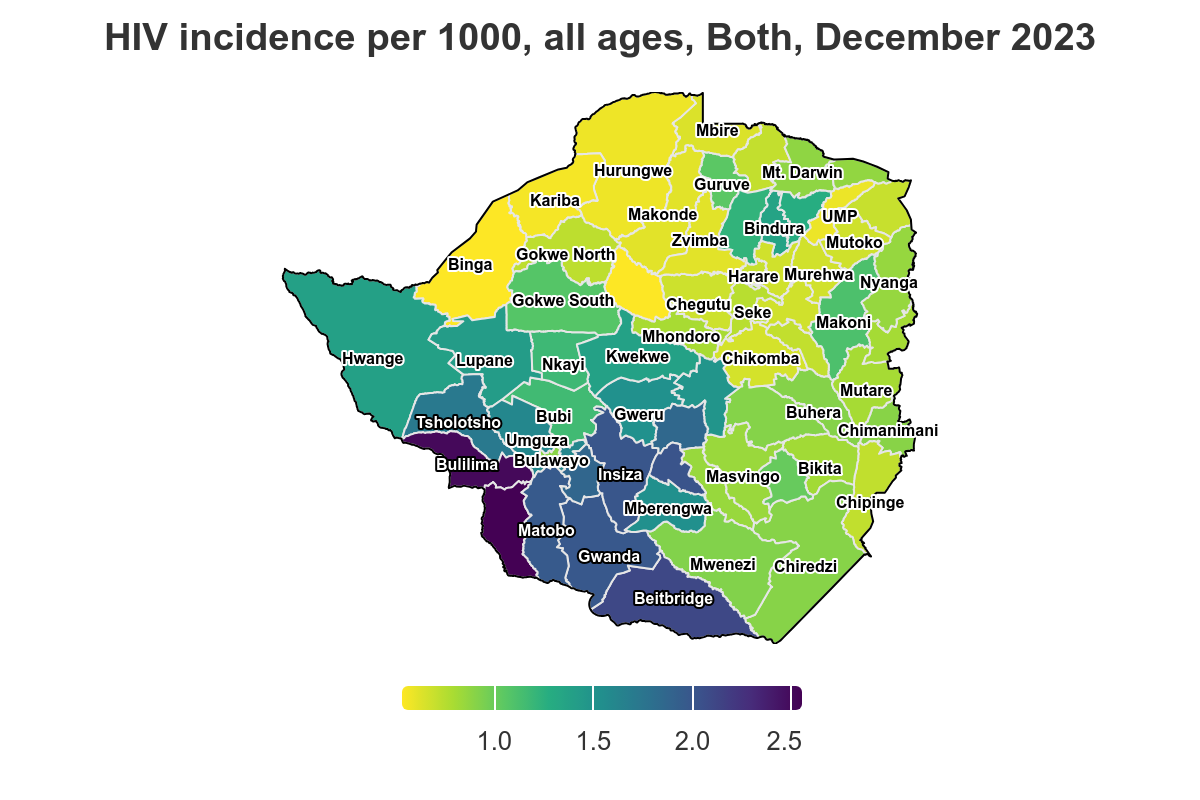 HIV incidence per 1000, all ages, Both, December 2023
Mbire
Hurungwe
Mt. Darwin
Guruve
Kariba
Makonde
UMP
Bindura
Zvimba
Mutoko
Gokwe North
Binga
Harare
Murehwa
Nyanga
Gokwe South
Chegutu
Seke
Makoni
Mhondoro
Hwange
Lupane
Nkayi
Kwekwe
Chikomba
Mutare
Tsholotsho
Bubi
Gweru
Buhera
Chimanimani
Umguza
Bulilima
Bulawayo
Insiza
Masvingo
Bikita
Chipinge
Mberengwa
Matobo
Gwanda
Mwenezi
Chiredzi
Beitbridge
1.0 1.5 2.0 2.5